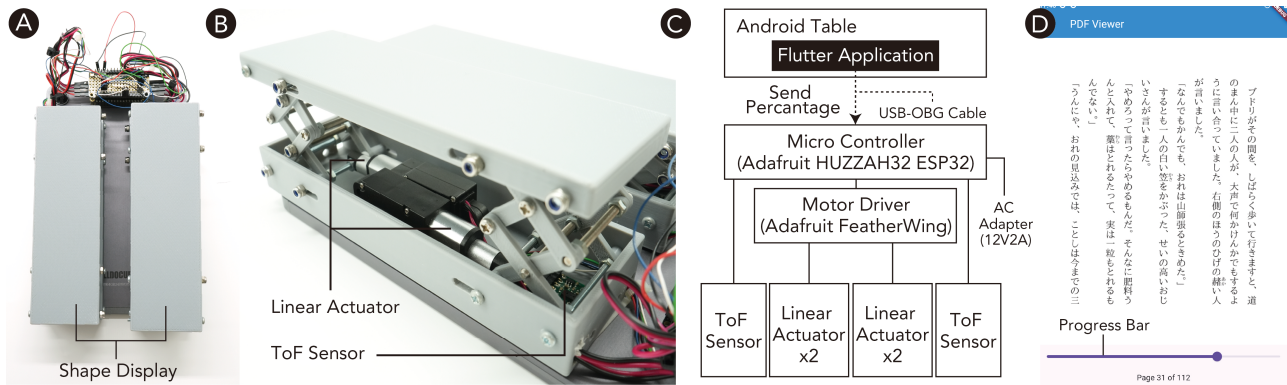 A
Shape Display
B
Linear Actuator
ToF Sensor
C
Android Table
Flutter Application
Send
Percantage
USB-OBG Cable
Micro Controller
(Adafruit HUZZAH32 ESP32)
Motor Driver
(Adafruit FeatherWing)
AC
Adapter
(12V2A)
ToF
Sensor
Linear
Actuator
x2
Linear
Actuator
x2
ToF
Sensor
D
PDF Viewer
ブドリがその間を、しばらく歩いて行きますと、道
のまん中に二人の人が、大声で何かけんかでもするよ
うに言い合っていました。右側のほうのひげの赭い人
が言いました。
「なんでもかんでも、おれは山師張るときめた。」
するとも一人の白い笠をかぶった、せいの高いおじ
いさんが言いました。
「やめろって言ったらやめるもんだ。そんなに肥料う
んと入れて、藁はとれるたって、実は一粒もとれるも
んでない。」
「うんにゃ、おれの見込みでは、ことしは今までの三
Progress Bar
Page 31 of 112